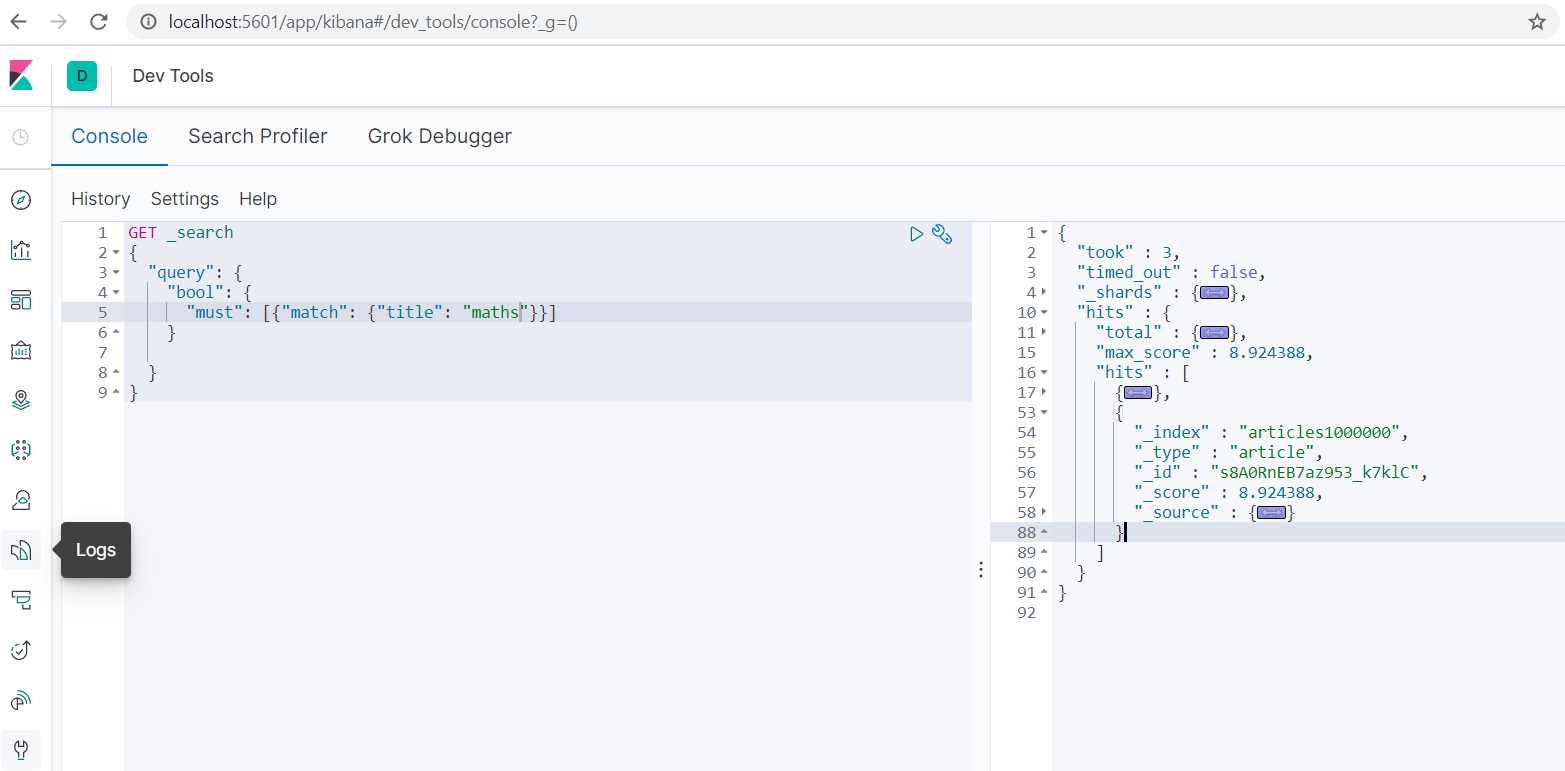 localhost:5601/app/kibana#/dev_tools/console?_g=()
D Dev Tools
Console Search Profiler Grok Debugger
History Settings Help
1 GET _search
2 {
3 "query": {
4 "bool": {
5 "must": [{"match": {"title": "maths"}}]
6 }
7
8 }
9 }
Logs
1 {
2 "took" : 3,
3 "timed_out" : false,
4 "_shards" : {},
10 "hits" : {
11 "total" : {},
15 "max_score" : 8.924388,
16 "hits" : [
17 {},
53 {
54 "_index" : "articles1000000",
55 "_type" : "article",
56 "_id" : "s8A0RnEB7az953_k7klC",
57 "_score" : 8.924388,
58 "_source" : {}
88 }
89 ]
90 }
91 }
92